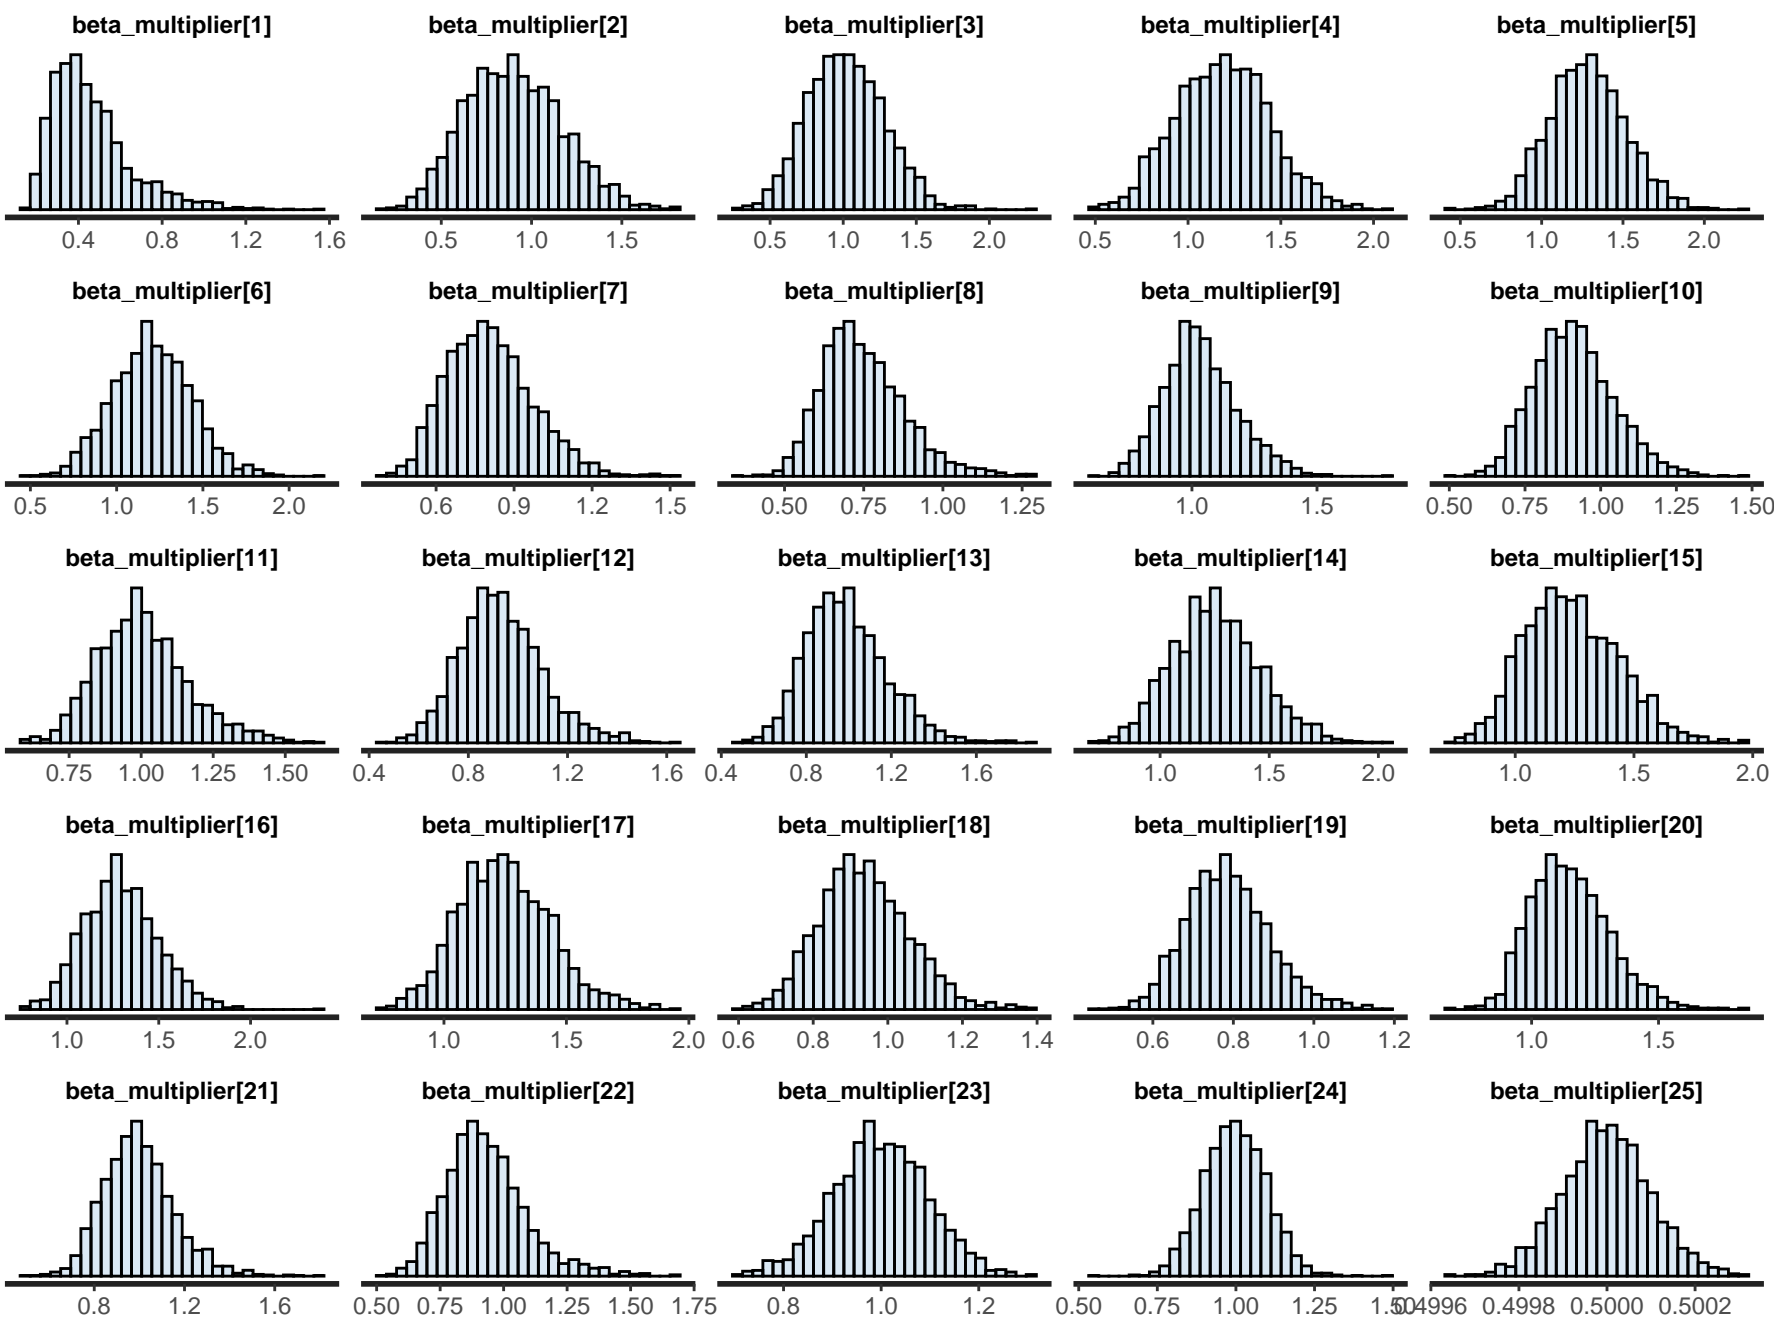 beta_multiplier[1] beta_multiplier[2] beta_multiplier[3] beta_multiplier[4] beta_multiplier[5]
0.4 0.8 1.2 1.6 0.5 1.0 1.5 0.5 1.0 1.5 2.0 0.5 1.0 1.5 2.0 0.5 1.0 1.5 2.0
beta_multiplier[6] beta_multiplier[7] beta_multiplier[8] beta_multiplier[9] beta_multiplier[10]
0.5 1.0 1.5 2.0 0.6 0.9 1.2 1.5 0.50 0.75 1.00 1.25 1.0 1.5 0.50 0.75 1.00 1.25 1.50
beta_multiplier[11] beta_multiplier[12] beta_multiplier[13] beta_multiplier[14] beta_multiplier[15]
0.75 1.00 1.25 1.50 0.4 0.8 1.2 1.6 0.4 0.8 1.2 1.6 1.0 1.5 2.0 1.0 1.5 2.0
beta_multiplier[16] beta_multiplier[17] beta_multiplier[18] beta_multiplier[19] beta_multiplier[20]
1.0 1.5 2.0 1.0 1.5 2.0 0.6 0.8 1.0 1.2 1.4 0.6 0.8 1.0 1.2 1.0 1.5
beta_multiplier[21] beta_multiplier[22] beta_multiplier[23] beta_multiplier[24] beta_multiplier[25]
0.8 1.2 1.6 0.50 0.75 1.00 1.25 1.50 1.75 0.8 1.0 1.2 0.50 0.75 1.00 1.25 0.4998 0.5000 0.5002